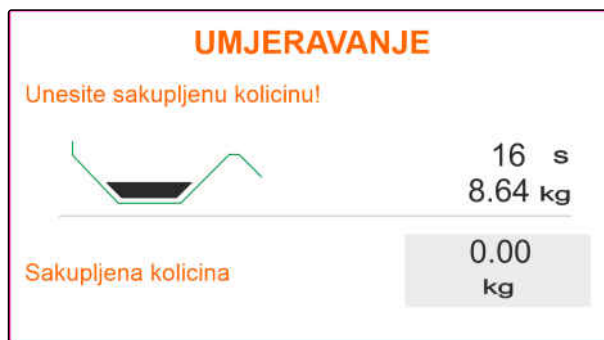 UMJERAVANJE
Unesite sakupljenu kolicinu!
16 s
8.64 kg
Sakupljena kolicina
0.00
kg